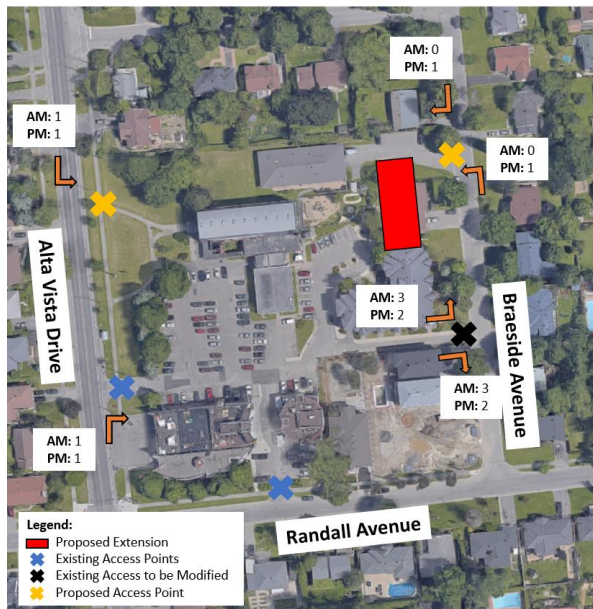 AM: 0
PM: 1
AM: 1
PM: 1
AM: 0
PM: 1
Alta Vista Drive
AM: 3
PM: 2
Braeside Avenue
AM: 3
PM: 2
AM: 1
PM: 1
Randall Avenue
Legend:
Proposed Extension
Existing Access Points
Existing Access to be Modified
Proposed Access Point